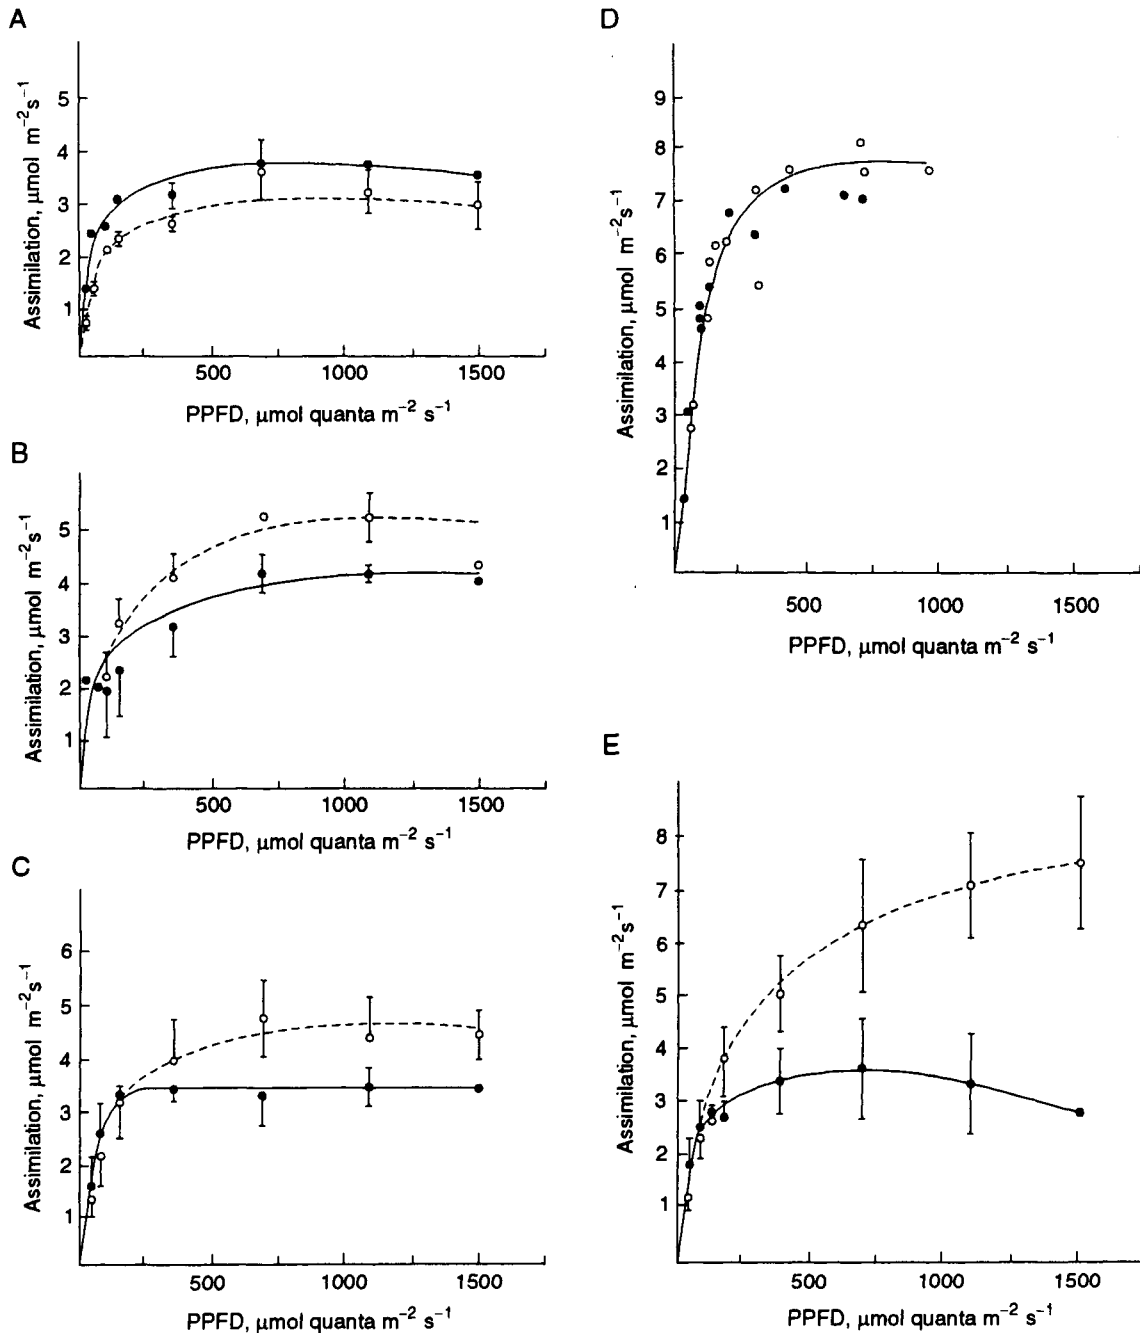 A
Assimilation, μmol m⁻²s⁻¹
5
4
3
2
1
500 1000 1500
PPFD, μmol quanta m⁻² s⁻¹
B
Assimilation, μmol m⁻²s⁻¹
5
4
3
2
1
500 1000 1500
PPFD, μmol quanta m⁻² s⁻¹
C
Assimilation, μmol m⁻²s⁻¹
6
5
4
3
2
1
500 1000 1500
PPFD, μmol quanta m⁻² s⁻¹
D
Assimilation, μmol m⁻²s⁻¹
9
8
7
6
5
4
3
2
1
500 1000 1500
PPFD, μmol quanta m⁻² s⁻¹
E
Assimilation, μmol m⁻²s⁻¹
8
7
6
5
4
3
2
1
500 1000 1500
PPFD, μmol quanta m⁻² s⁻¹